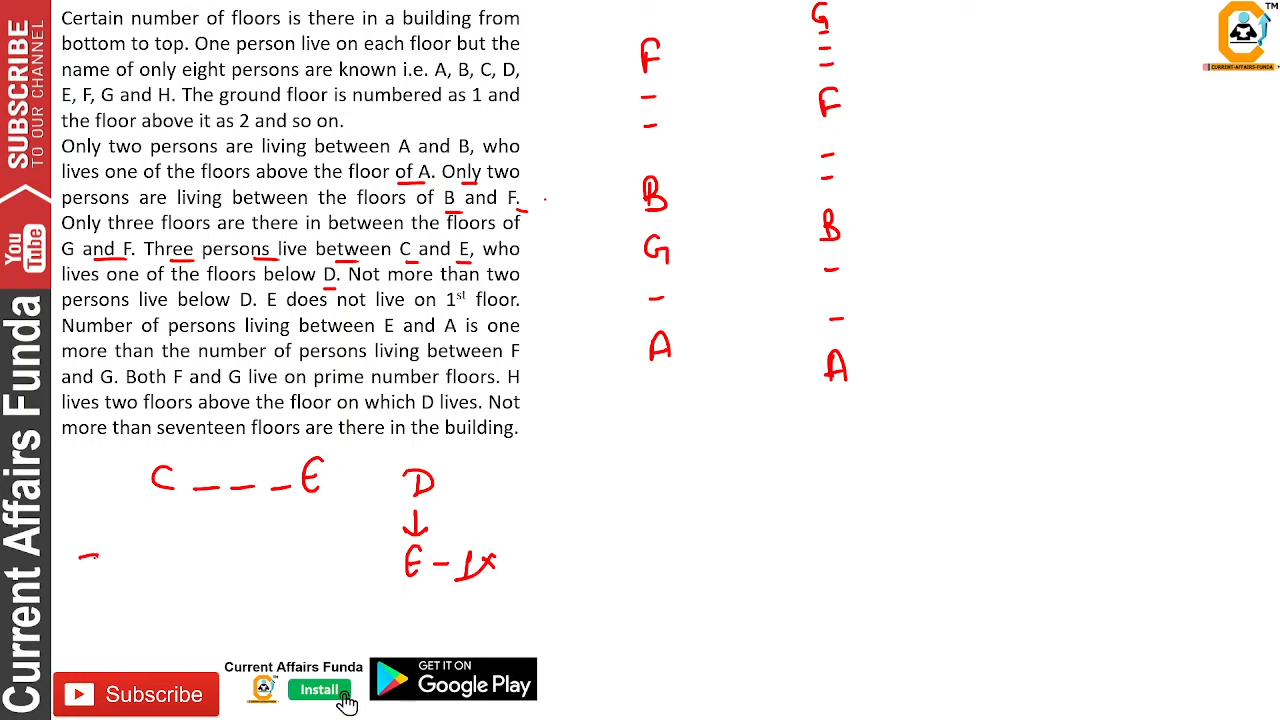 SUBSCRIBE
TO OUR CHANNEL
You Tube
Current Affairs Funda
Certain number of floors is there in a building from
bottom to top. One person live on each floor but the
name of only eight persons are known i.e. A, B, C, D,
E, F, G and H. The ground floor is numbered as 1 and
the floor above it as 2 and so on.
Only two persons are living between A and B, who
lives one of the floors above the floor of A. Only two
persons are living between the floors of B and F.
Only three floors are there in between the floors of
G and F. Three persons live between C and E, who
lives one of the floors below D. Not more than two
persons live below D. E does not live on 1st floor.
Number of persons living between E and A is one
more than the number of persons living between F
and G. Both F and G live on prime number floors. H
lives two floors above the floor on which D lives. Not
more than seventeen floors are there in the building.
C _ _ _ E
D
↓
E - 1x
F
-
-
B
G
-
A
G
-
-
F
-
-
B
-
-
A
C TM
CURRENT-AFFAIRS-FUNDA
Subscribe
Current Affairs Funda
Install
GET IT ON
Google Play